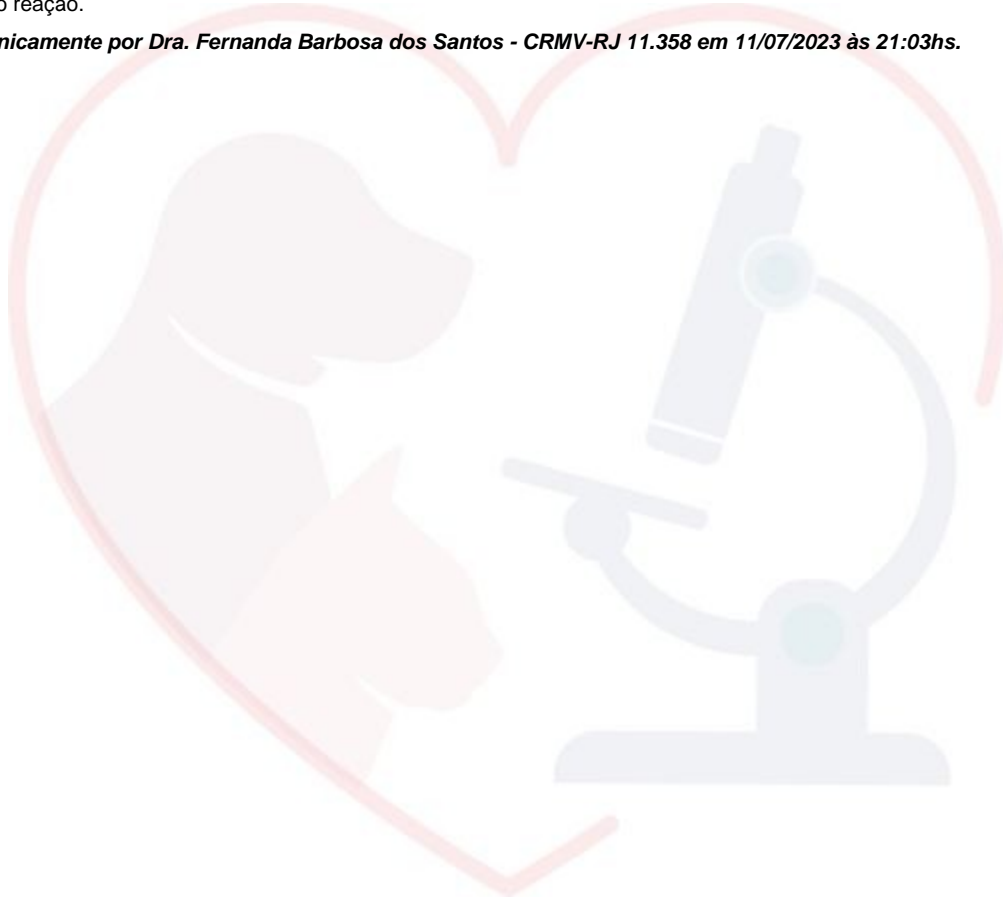 o reação.
nicamente por Dra. Fernanda Barbosa dos Santos - CRMV-RJ 11.358 em 11/07/2023 às 21:03hs.